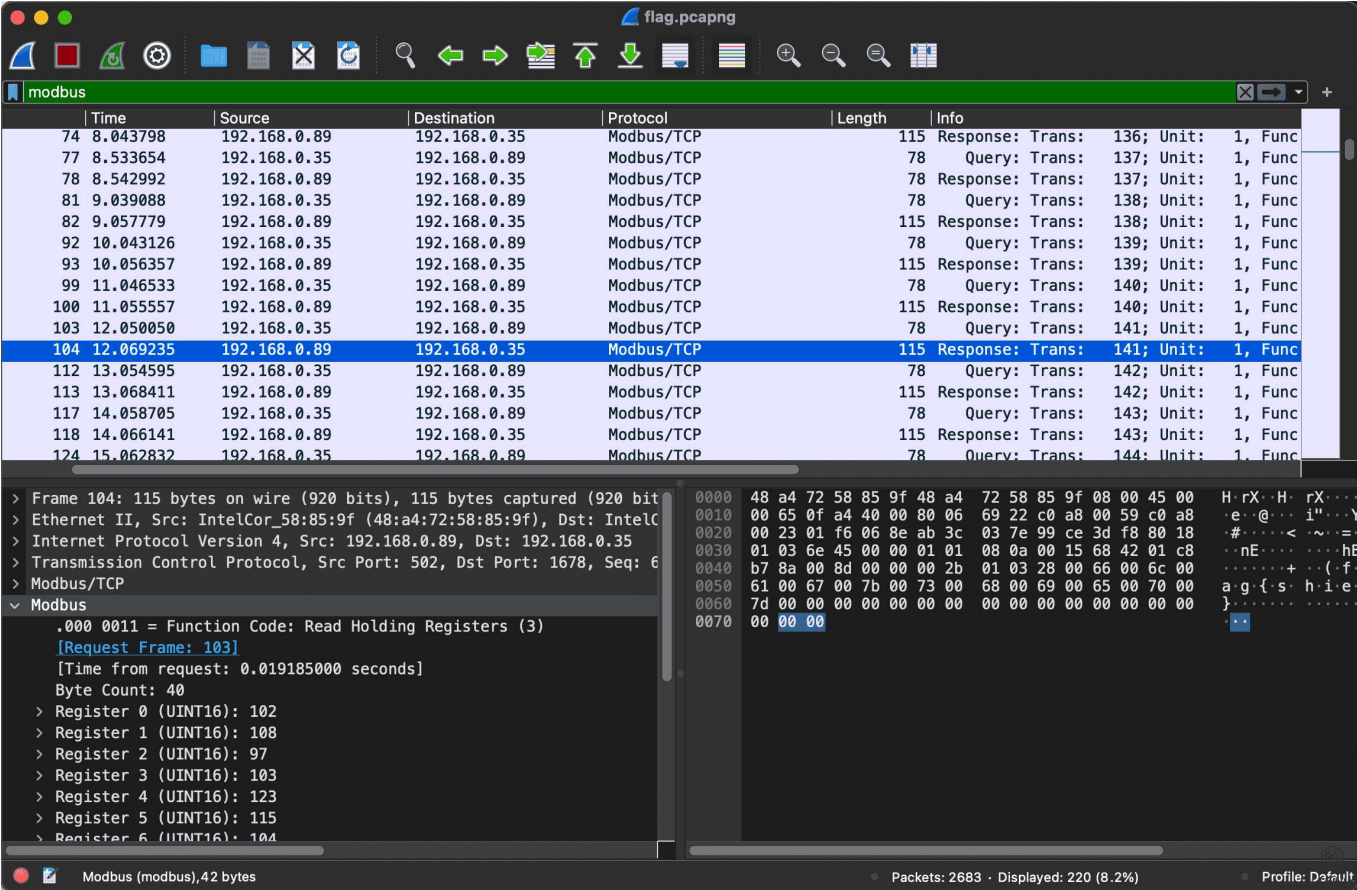 flag.pcapng
modbus
Time Source Destination Protocol Length Info
74 8.043798 192.168.0.89 192.168.0.35 Modbus/TCP 115 Response: Trans: 136; Unit: 1, Func
77 8.533654 192.168.0.35 192.168.0.89 Modbus/TCP 78 Query: Trans: 137; Unit: 1, Func
78 8.542992 192.168.0.89 192.168.0.35 Modbus/TCP 78 Response: Trans: 137; Unit: 1, Func
81 9.039088 192.168.0.35 192.168.0.89 Modbus/TCP 78 Query: Trans: 138; Unit: 1, Func
82 9.057779 192.168.0.89 192.168.0.35 Modbus/TCP 115 Response: Trans: 138; Unit: 1, Func
92 10.043126 192.168.0.35 192.168.0.89 Modbus/TCP 78 Query: Trans: 139; Unit: 1, Func
93 10.056357 192.168.0.89 192.168.0.35 Modbus/TCP 115 Response: Trans: 139; Unit: 1, Func
99 11.046533 192.168.0.35 192.168.0.89 Modbus/TCP 78 Query: Trans: 140; Unit: 1, Func
100 11.055557 192.168.0.89 192.168.0.35 Modbus/TCP 115 Response: Trans: 140; Unit: 1, Func
103 12.050050 192.168.0.35 192.168.0.89 Modbus/TCP 78 Query: Trans: 141; Unit: 1, Func
104 12.069235 192.168.0.89 192.168.0.35 Modbus/TCP 115 Response: Trans: 141; Unit: 1, Func
112 13.054595 192.168.0.35 192.168.0.89 Modbus/TCP 78 Query: Trans: 142; Unit: 1, Func
113 13.068411 192.168.0.89 192.168.0.35 Modbus/TCP 115 Response: Trans: 142; Unit: 1, Func
117 14.058705 192.168.0.35 192.168.0.89 Modbus/TCP 78 Query: Trans: 143; Unit: 1, Func
118 14.066141 192.168.0.89 192.168.0.35 Modbus/TCP 115 Response: Trans: 143; Unit: 1, Func
124 15.062832 192.168.0.35 192.168.0.89 Modbus/TCP 78 Query: Trans: 144; Unit: 1, Func
Frame 104: 115 bytes on wire (920 bits), 115 bytes captured (920 bit
Ethernet II, Src: IntelCor_58:85:9f (48:a4:72:58:85:9f), Dst: IntelC
Internet Protocol Version 4, Src: 192.168.0.89, Dst: 192.168.0.35
Transmission Control Protocol, Src Port: 502, Dst Port: 1678, Seq: 6
Modbus/TCP
Modbus
.000 0011 = Function Code: Read Holding Registers (3)
[Request Frame: 103]
[Time from request: 0.019185000 seconds]
Byte Count: 40
Register 0 (UINT16): 102
Register 1 (UINT16): 108
Register 2 (UINT16): 97
Register 3 (UINT16): 103
Register 4 (UINT16): 123
Register 5 (UINT16): 115
Register 6 (UINT16): 104
0000 48 a4 72 58 85 9f 48 a4 72 58 85 9f 08 00 45 00 H·rX··H· rX····
0010 00 65 0f a4 40 00 80 06 69 22 c0 a8 00 59 c0 a8 ·e··@··· i"···Y
0020 00 23 01 f6 06 8e ab 3c 03 7e 99 ce 3d f8 80 18 ·#·····< ·~··=·
0030 01 03 6e 45 00 00 01 01 08 0a 00 15 68 42 01 c8 ··nE···· ····hB
0040 b7 8a 00 8d 00 00 00 2b 01 03 28 00 66 00 6c 00 ·······+ ··(·f·
0050 61 00 67 00 7b 00 73 00 68 00 69 00 65 00 70 00 a·g·{·s· h·i·e·
0060 7d 00 00 00 00 00 00 00 00 00 00 00 00 00 00 00 }······· ·······
0070 00 00 00 ···
Modbus (modbus),42 bytes Packets: 2683 · Displayed: 220 (8.2%) Profile: Default